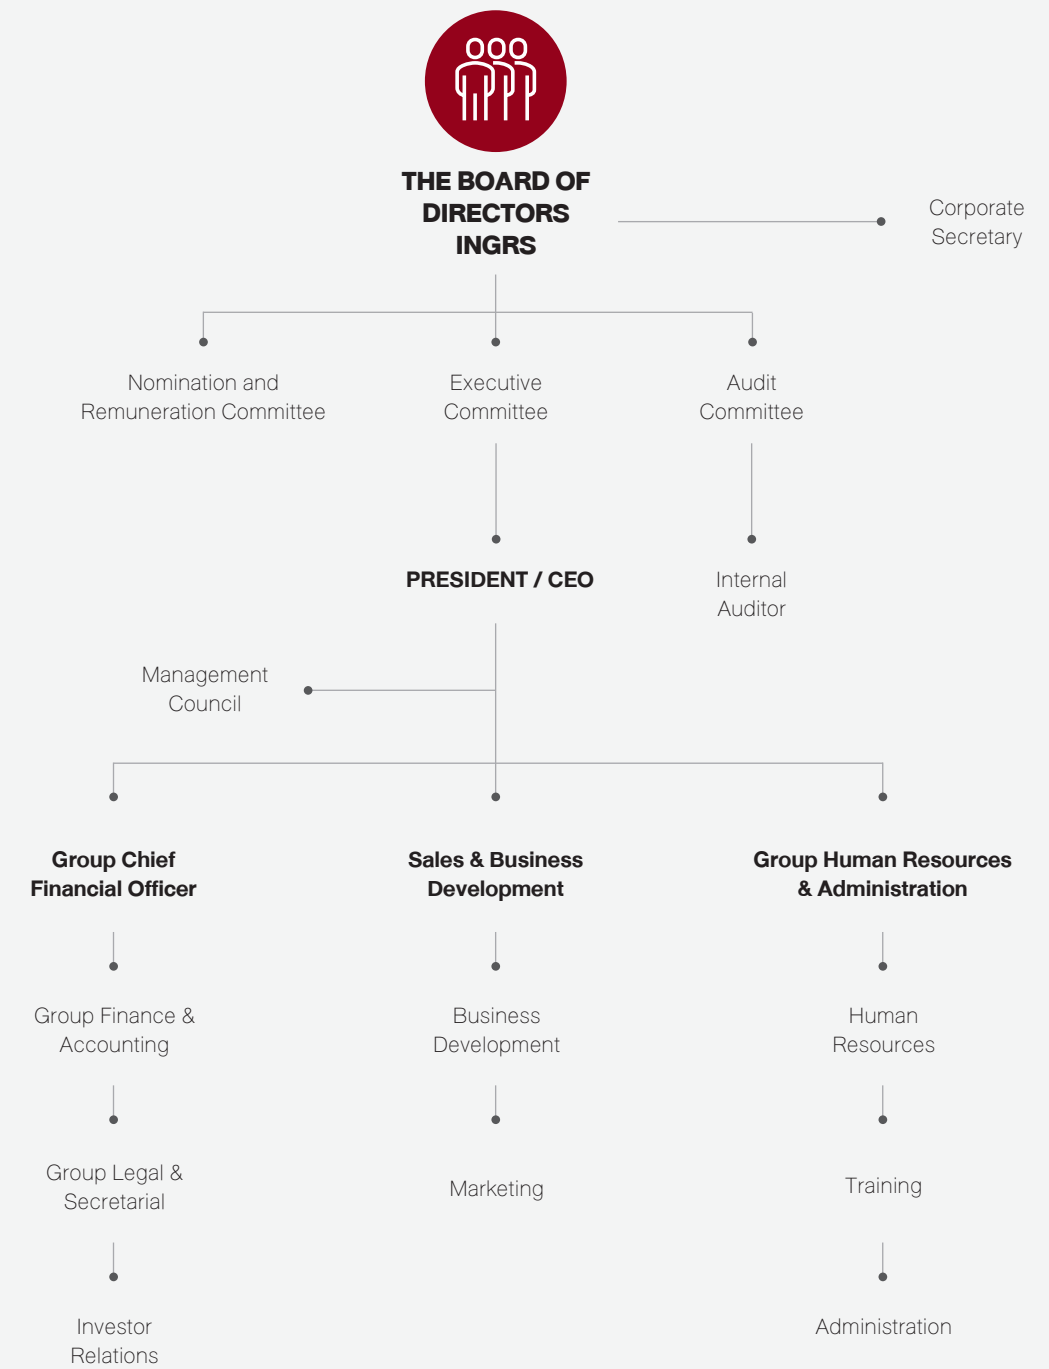 THE BOARD OF
DIRECTORS
INGRS
Corporate
Secretary
Nomination and
Remuneration Committee
Executive
Committee
Audit
Committee
PRESIDENT / CEO
Internal
Auditor
Management
Council
Group Chief
Financial Officer
Sales & Business
Development
Group Human Resources
& Administration
Group Finance &
Accounting
Business
Development
Human
Resources
Group Legal &
Secretarial
Marketing
Training
Investor
Relations
Administration